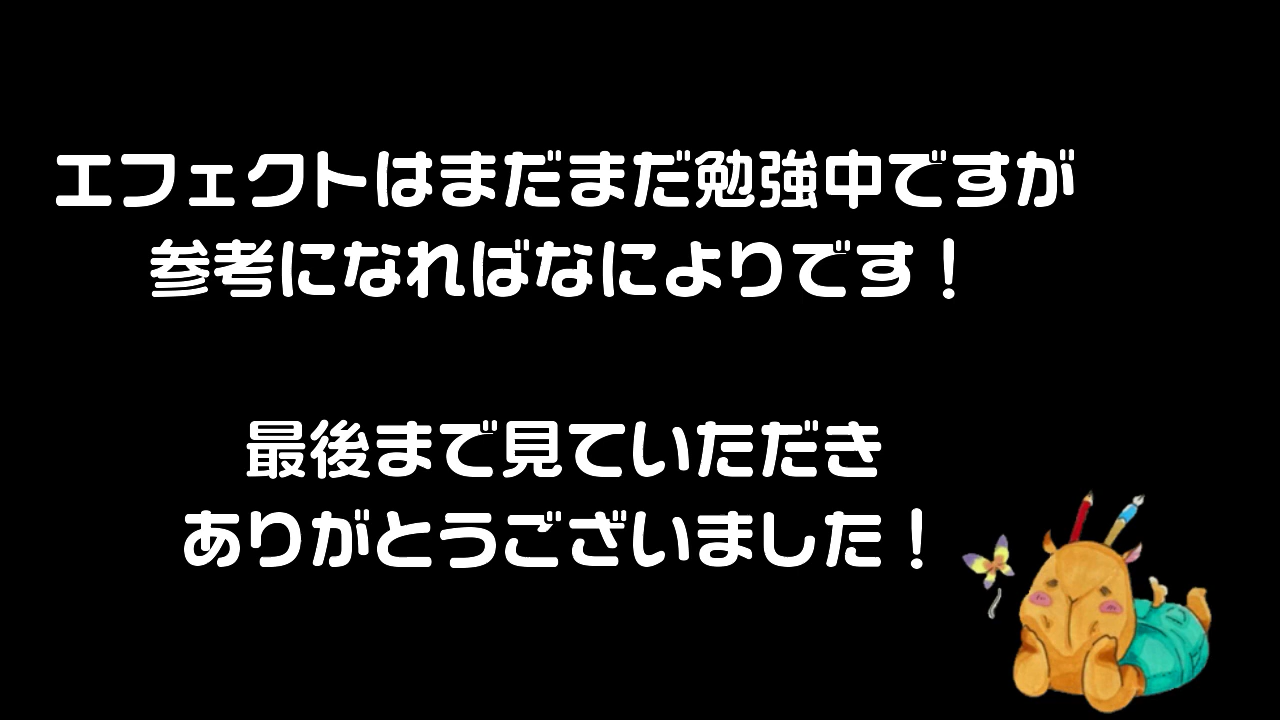 エフェクトはまだまだ勉強中ですが
参考になればなによりです！
最後まで見ていただき
ありがとうございました！